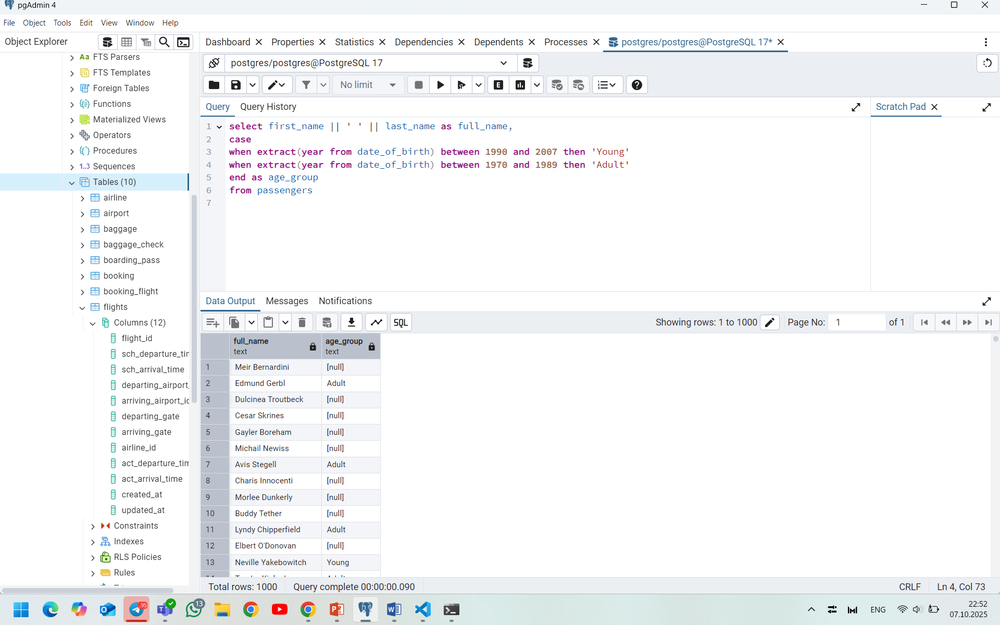 pgAdmin 4
File Object Tools Edit View Window Help
Object Explorer
Dashboard Properties Statistics Dependencies Dependents Processes postgres/postgres@PostgreSQL 17*
Aa FTS Parsers
FTS Templates
Foreign Tables
Functions
Materialized Views
Operators
Procedures
1..3 Sequences
Tables (10)
airline
airport
baggage
baggage_check
boarding_pass
booking
booking_flight
flights
Columns (12)
flight_id
sch_departure_tim
sch_arrival_time
departing_airport_
arriving_airport_id
departing_gate
arriving_gate
airline_id
act_departure_tim
act_arrival_time
created_at
updated_at
Constraints
Indexes
RLS Policies
Rules
postgres/postgres@PostgreSQL 17
No limit
E
Query Query History
Scratch Pad
1 select first_name || ' ' || last_name as full_name,
2 case
3 when extract(year from date_of_birth) between 1990 and 2007 then 'Young'
4 when extract(year from date_of_birth) between 1970 and 1989 then 'Adult'
5 end as age_group
6 from passengers
7
Data Output Messages Notifications
SQL
Showing rows: 1 to 1000 Page No: 1 of 1
full_name text age_group text
1 Meir Bernardini [null]
2 Edmund Gerbl Adult
3 Dulcinea Troutbeck [null]
4 Cesar Skrines [null]
5 Gayler Boreham [null]
6 Michail Newiss [null]
7 Avis Stegell Adult
8 Charis Innocenti [null]
9 Morlee Dunkerly [null]
10 Buddy Tether [null]
11 Lyndy Chipperfield Adult
12 Elbert O'Donovan [null]
13 Neville Yakebowitch Young
Total rows: 1000 Query complete 00:00:00.090
CRLF Ln 4, Col 73
..95
13
ENG
22:52
07.10.2025